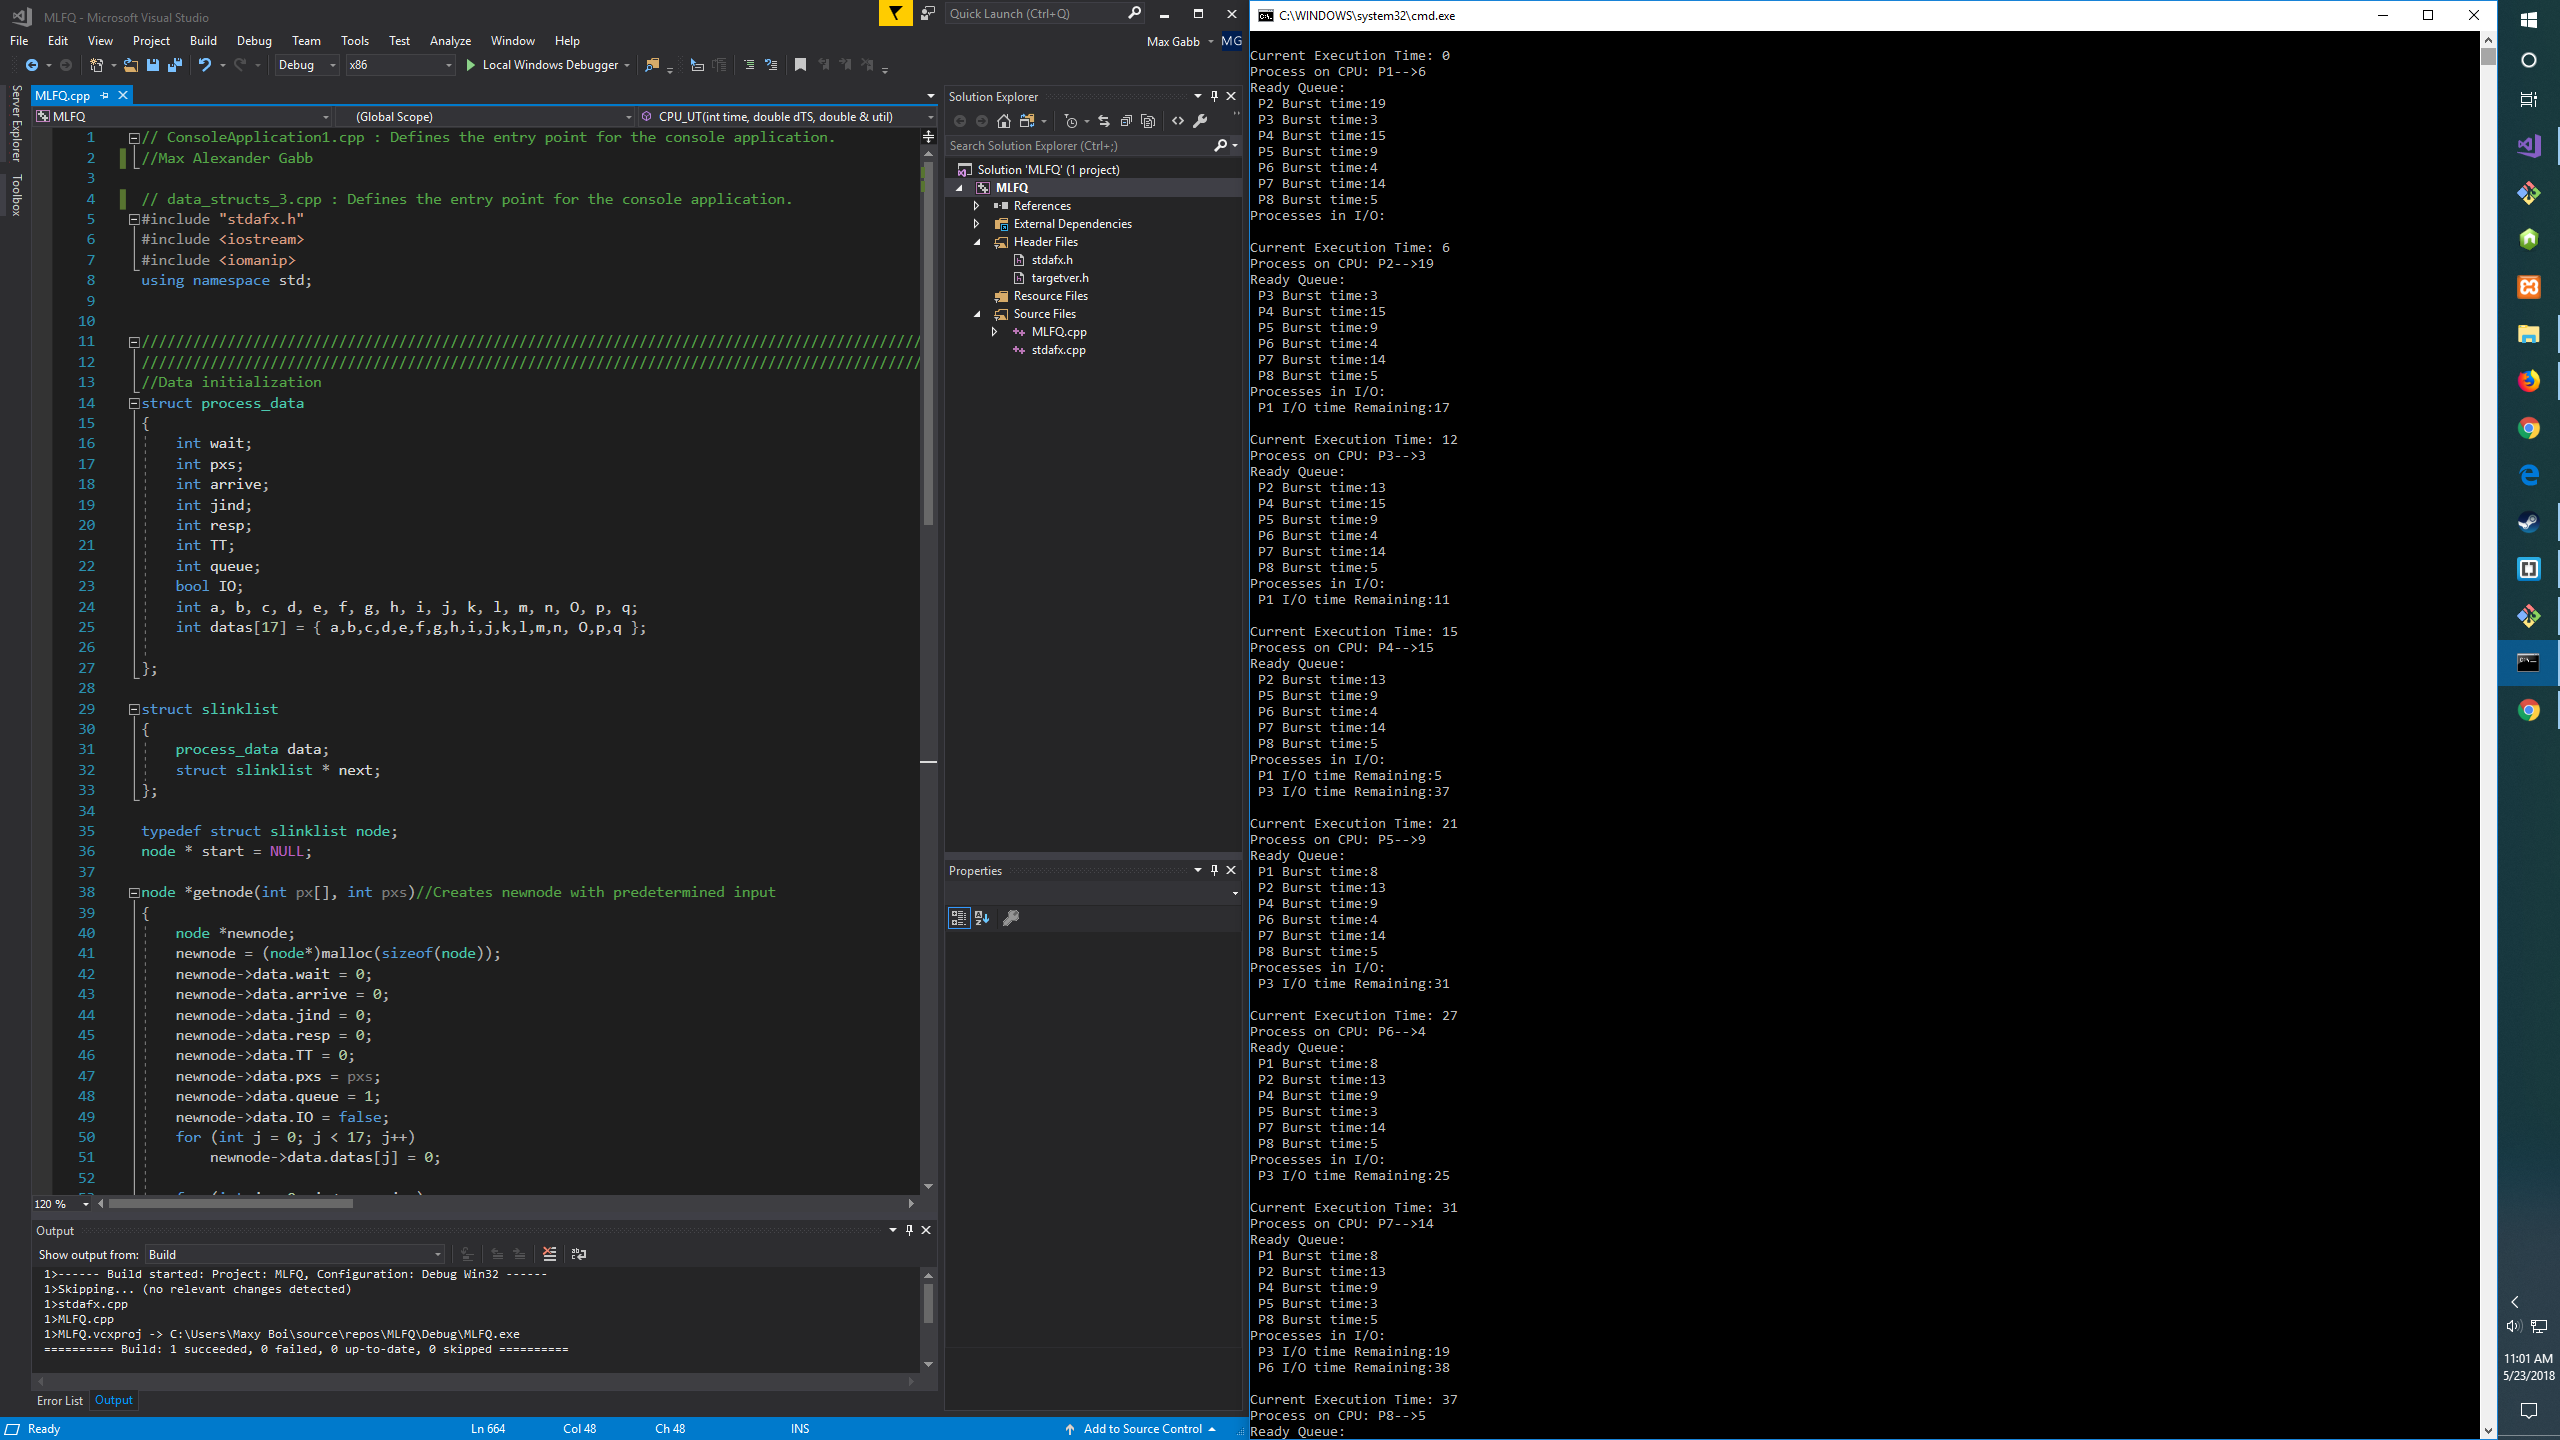 MLFQ - Microsoft Visual Studio
Quick Launch (Ctrl+Q)
File Edit View Project Build Debug Team Tools Test Analyze Window Help
Max Gabb MG
Debug x86 Local Windows Debugger
Server Explorer
Toolbox
MLFQ.cpp
MLFQ (Global Scope) CPU_UT(int time, double dTS, double & util)
1 // ConsoleApplication1.cpp : Defines the entry point for the console application.
2 //Max Alexander Gabb
3
4 // data_structs_3.cpp : Defines the entry point for the console application.
5 #include "stdafx.h"
6 #include <iostream>
7 #include <iomanip>
8 using namespace std;
9
10
11 ///////////////////////////////////////////////////////////////////////////////////////////
12 ///////////////////////////////////////////////////////////////////////////////////////////
13 //Data initialization
14 struct process_data
15 {
16 int wait;
17 int pxs;
18 int arrive;
19 int jind;
20 int resp;
21 int TT;
22 int queue;
23 bool IO;
24 int a, b, c, d, e, f, g, h, i, j, k, l, m, n, O, p, q;
25 int datas[17] = { a,b,c,d,e,f,g,h,i,j,k,l,m,n, O,p,q };
26
27 };
28
29 struct slinklist
30 {
31 process_data data;
32 struct slinklist * next;
33 };
34
35 typedef struct slinklist node;
36 node * start = NULL;
37
38 node *getnode(int px[], int pxs)//Creates newnode with predetermined input
39 {
40 node *newnode;
41 newnode = (node*)malloc(sizeof(node));
42 newnode->data.wait = 0;
43 newnode->data.arrive = 0;
44 newnode->data.jind = 0;
45 newnode->data.resp = 0;
46 newnode->data.TT = 0;
47 newnode->data.pxs = pxs;
48 newnode->data.queue = 1;
49 newnode->data.IO = false;
50 for (int j = 0; j < 17; j++)
51 newnode->data.datas[j] = 0;
52
120 %
Output
Show output from: Build
1>------ Build started: Project: MLFQ, Configuration: Debug Win32 ------
1>Skipping... (no relevant changes detected)
1>stdafx.cpp
1>MLFQ.cpp
1>MLFQ.vcxproj -> C:\Users\Maxy Boi\source\repos\MLFQ\Debug\MLFQ.exe
========== Build: 1 succeeded, 0 failed, 0 up-to-date, 0 skipped ==========
Error List Output
Ready Ln 664 Col 48 Ch 48 INS Add to Source Control
Solution Explorer
Search Solution Explorer (Ctrl+;)
Solution 'MLFQ' (1 project)
MLFQ
References
External Dependencies
Header Files
stdafx.h
targetver.h
Resource Files
Source Files
MLFQ.cpp
stdafx.cpp
Properties
C:\WINDOWS\system32\cmd.exe
Current Execution Time: 0
Process on CPU: P1-->6
Ready Queue:
P2 Burst time:19
P3 Burst time:3
P4 Burst time:15
P5 Burst time:9
P6 Burst time:4
P7 Burst time:14
P8 Burst time:5
Processes in I/O:
Current Execution Time: 6
Process on CPU: P2-->19
Ready Queue:
P3 Burst time:3
P4 Burst time:15
P5 Burst time:9
P6 Burst time:4
P7 Burst time:14
P8 Burst time:5
Processes in I/O:
P1 I/O time Remaining:17
Current Execution Time: 12
Process on CPU: P3-->3
Ready Queue:
P2 Burst time:13
P4 Burst time:15
P5 Burst time:9
P6 Burst time:4
P7 Burst time:14
P8 Burst time:5
Processes in I/O:
P1 I/O time Remaining:11
Current Execution Time: 15
Process on CPU: P4-->15
Ready Queue:
P2 Burst time:13
P5 Burst time:9
P6 Burst time:4
P7 Burst time:14
P8 Burst time:5
Processes in I/O:
P1 I/O time Remaining:5
P3 I/O time Remaining:37
Current Execution Time: 21
Process on CPU: P5-->9
Ready Queue:
P1 Burst time:8
P2 Burst time:13
P4 Burst time:9
P6 Burst time:4
P7 Burst time:14
P8 Burst time:5
Processes in I/O:
P3 I/O time Remaining:31
Current Execution Time: 27
Process on CPU: P6-->4
Ready Queue:
P1 Burst time:8
P2 Burst time:13
P4 Burst time:9
P5 Burst time:3
P7 Burst time:14
P8 Burst time:5
Processes in I/O:
P3 I/O time Remaining:25
Current Execution Time: 31
Process on CPU: P7-->14
Ready Queue:
P1 Burst time:8
P2 Burst time:13
P4 Burst time:9
P5 Burst time:3
P8 Burst time:5
Processes in I/O:
P3 I/O time Remaining:19
P6 I/O time Remaining:38
Current Execution Time: 37
Process on CPU: P8-->5
Ready Queue:
11:01 AM
5/23/2018